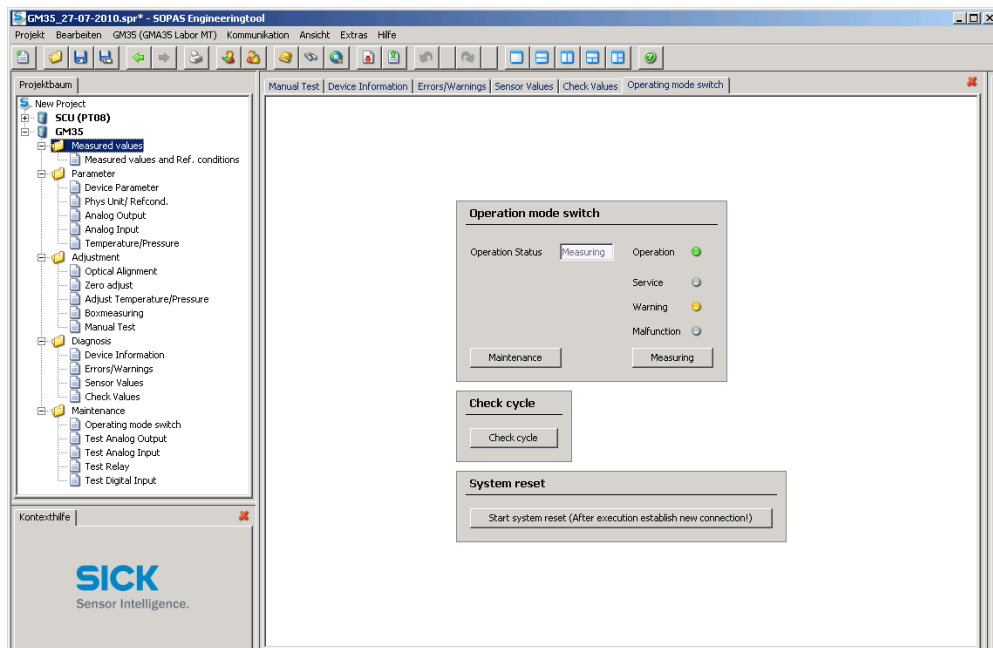 GM35_27-07-2010.spr* - SOPAS Engineeringtool
Projekt Bearbeiten GM35 (GMA35 Labor MT) Kommunikation Ansicht Extras Hilfe
Projektbaum
New Project
SCU (PT08)
GM35
Measured values
Measured values and Ref. conditions
Parameter
Device Parameter
Phys Unit/ Refcond.
Analog Output
Analog Input
Temperature/Pressure
Adjustment
Optical Alignment
Zero adjust
Adjust Temperature/Pressure
Boxmeasuring
Manual Test
Diagnosis
Device Information
Errors/Warnings
Sensor Values
Check Values
Maintenance
Operating mode switch
Test Analog Output
Test Analog Input
Test Relay
Test Digital Input
Kontexthilfe
SICK
Sensor Intelligence.
Manual Test Device Information Errors/Warnings Sensor Values Check Values Operating mode switch
Operation mode switch
Operation Status Measuring Operation
Service
Warning
Malfunction
Maintenance Measuring
Check cycle
Check cycle
System reset
Start system reset (After execution establish new connection!)